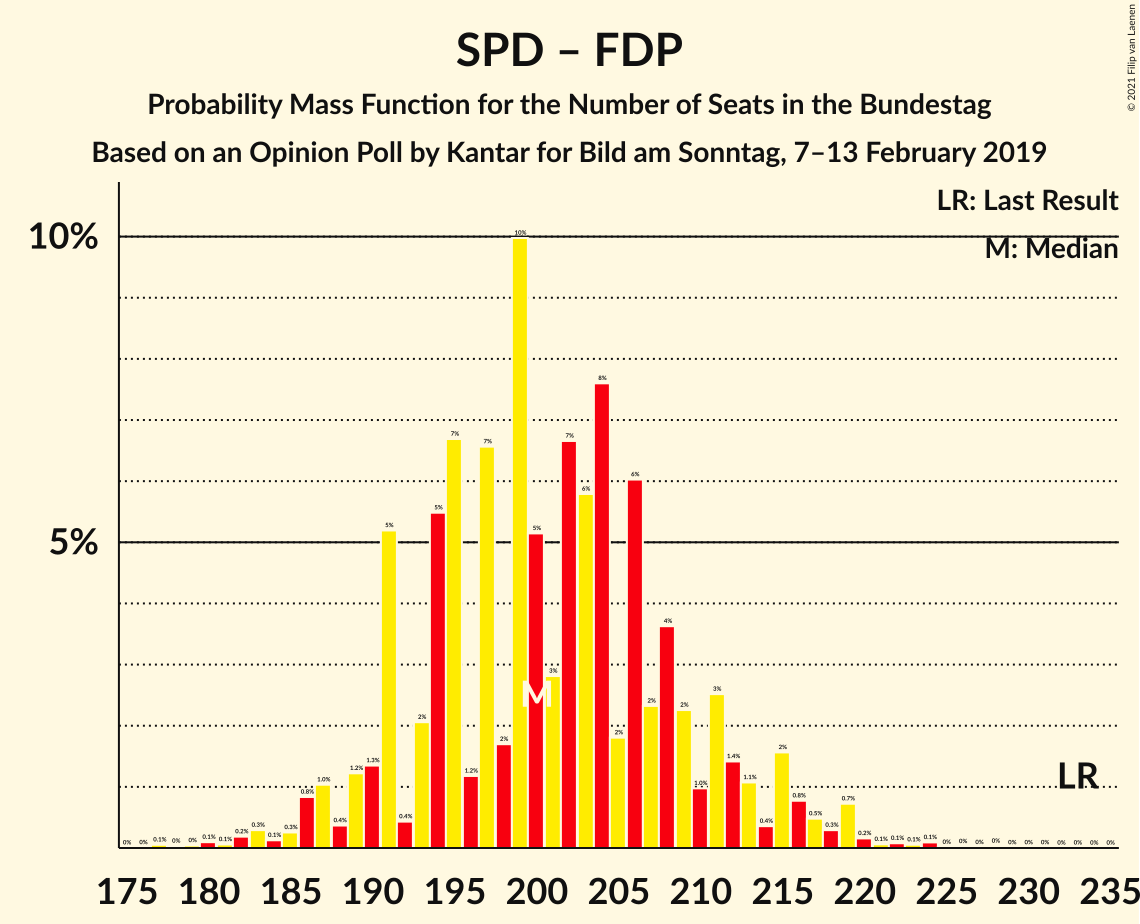 SPD – FDP
Probability Mass Function for the Number of Seats in the Bundestag
Based on an Opinion Poll by Kantar for Bild am Sonntag, 7–13 February 2019
© 2021 Filip van Laenen
LR: Last Result
M: Median
10%
5%
0% 0% 0.1% 0% 0% 0.1% 0.1% 0.2% 0.3% 0.1% 0.3% 0.8% 1.0% 0.4% 1.2% 1.3% 5% 0.4% 2% 5% 7% 1.2% 7% 2% 10% 5% 3% 7% 6% 8% 2% 6% 2% 4% 2% 1.0% 3% 1.4% 1.1% 0.4% 2% 0.8% 0.5% 0.3% 0.7% 0.2% 0.1% 0.1% 0.1% 0.1% 0% 0% 0% 0% 0% 0% 0% 0% 0% 0% 0%
M
LR
175 180 185 190 195 200 205 210 215 220 225 230 235